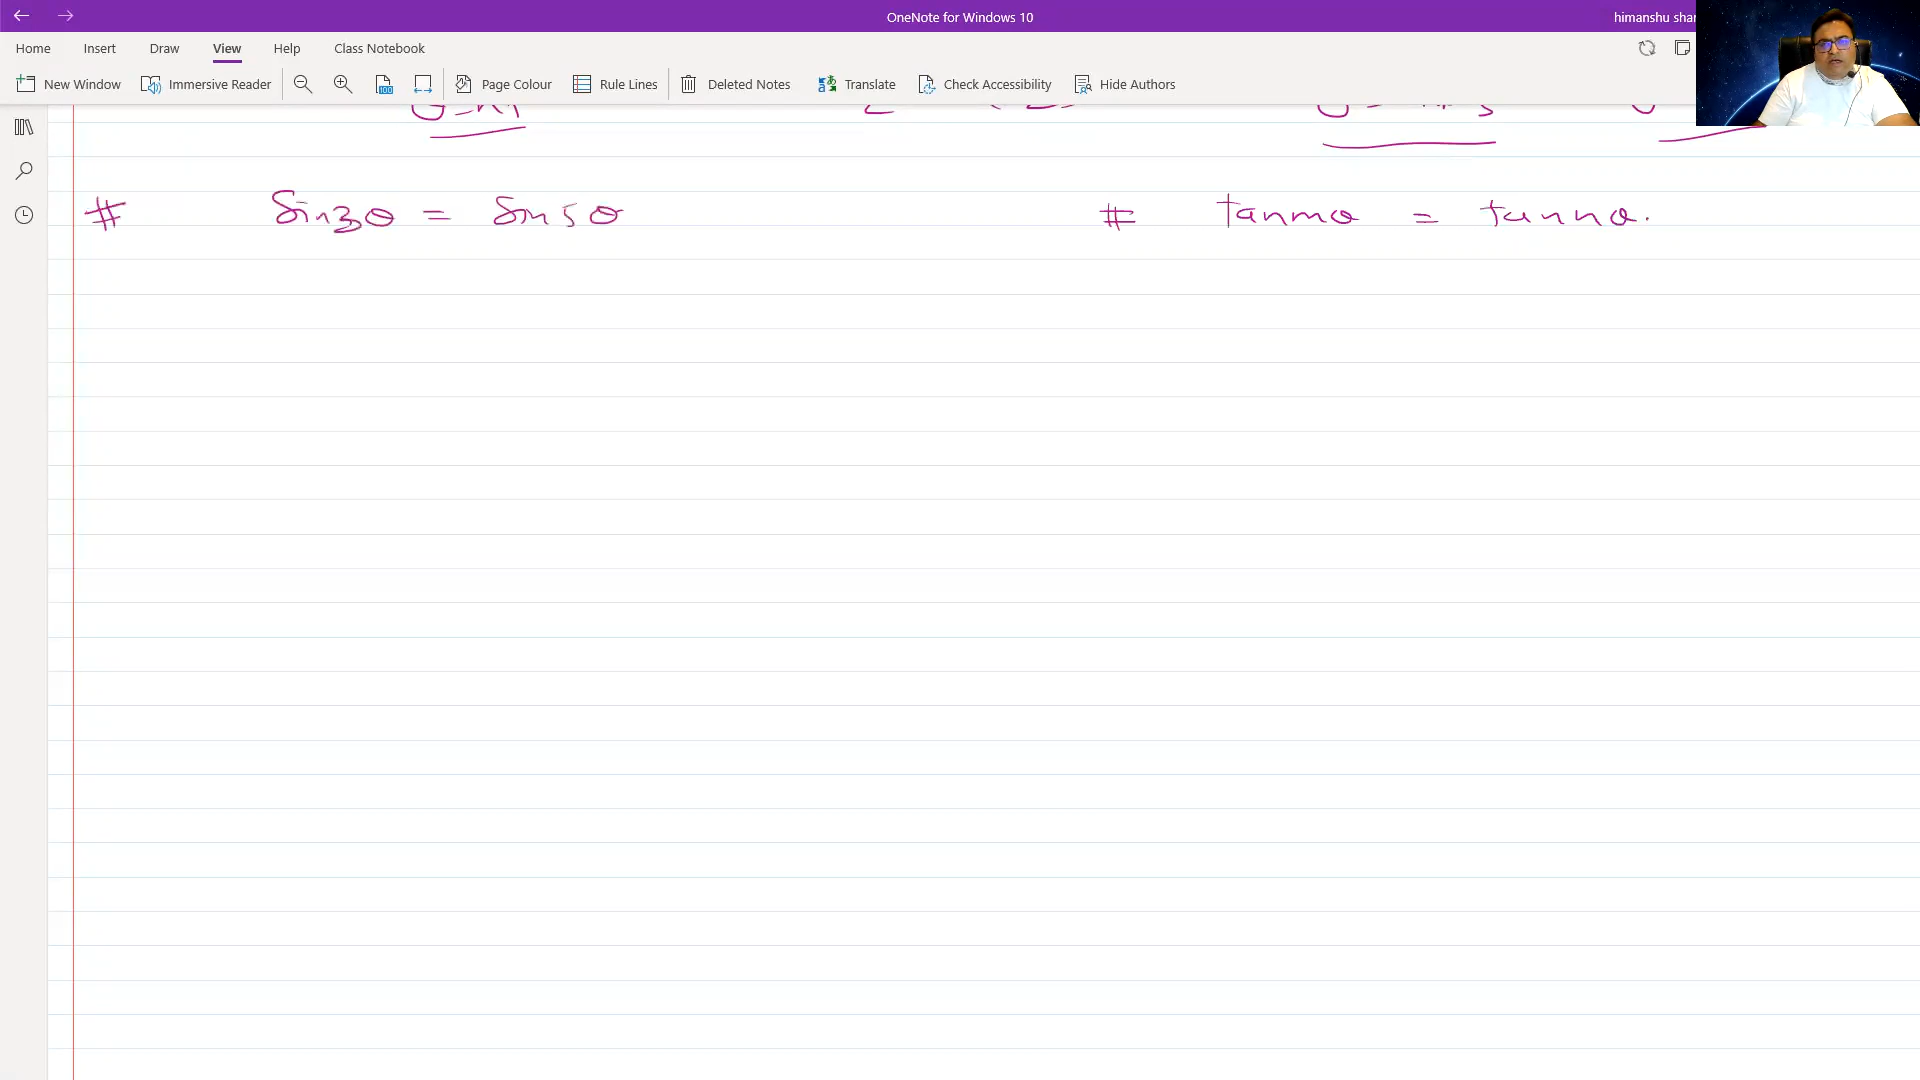 OneNote for Windows 10
himanshu shar
Home Insert Draw View Help Class Notebook
New Window Immersive Reader 100 Page Colour Rule Lines Deleted Notes Translate Check Accessibility Hide Authors
# Sin3θ = Sin5θ # tanmθ = tannθ.